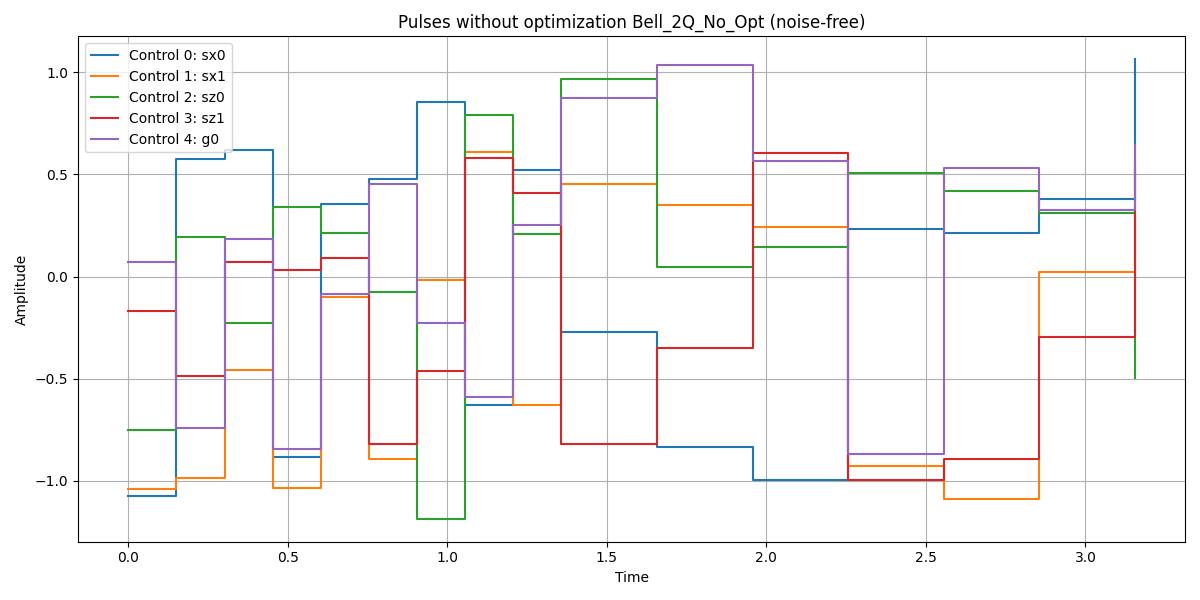 Pulses without optimization Bell_2Q_No_Opt (noise-free)
Control 0: sx0
Control 1: sx1
Control 2: sz0
Control 3: sz1
Control 4: g0
1.0
0.5
0.0
−0.5
−1.0
Amplitude
0.0 0.5 1.0 1.5 2.0 2.5 3.0
Time